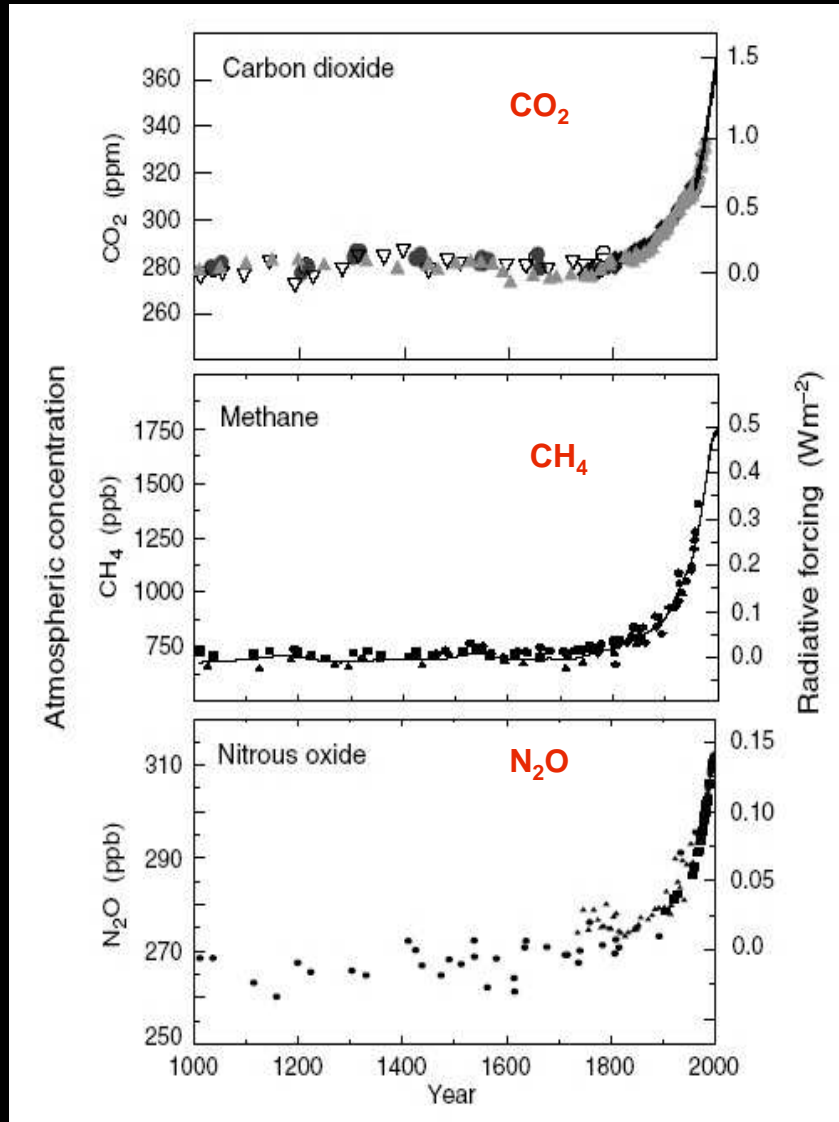 Carbon dioxide
CO₂
CO₂ (ppm)
360
340
320
300
280
260
1.5
1.0
0.5
0.0
Atmospheric concentration
Radiative forcing (Wm⁻²)
Methane
CH₄
CH₄ (ppb)
1750
1500
1250
1000
750
0.5
0.4
0.3
0.2
0.1
0.0
Nitrous oxide
N₂O
N₂O (ppb)
310
290
270
250
0.15
0.10
0.05
0.0
1000 1200 1400 1600 1800 2000
Year